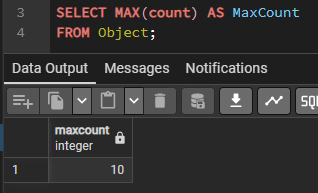 3 SELECT MAX(count) AS MaxCount
4 FROM Object;
Data Output Messages Notifications
SQL
maxcount
integer
1 10